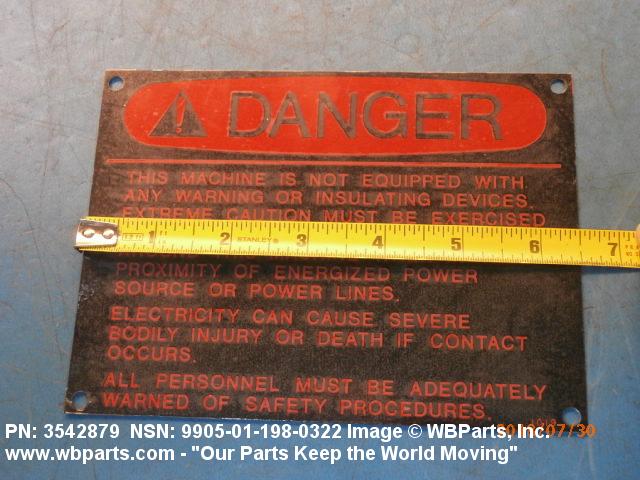 DANGER
THIS MACHINE IS NOT EQUIPPED WITH
ANY WARNING OR INSULATING DEVICES.
EXTREME CAUTION MUST BE EXERCISED
1 2 STANLEY® 3 4 5 6 7
PROXIMITY OF ENERGIZED POWER
SOURCE OR POWER LINES.
ELECTRICITY CAN CAUSE SEVERE
BODILY INJURY OR DEATH IF CONTACT
OCCURS.
ALL PERSONNEL MUST BE ADEQUATELY
WARNED OF SAFETY PROCEDURES.
PN: 3542879 NSN: 9905-01-198-0322 Image © WBParts, Inc.
www.wbparts.com - "Our Parts Keep the World Moving"